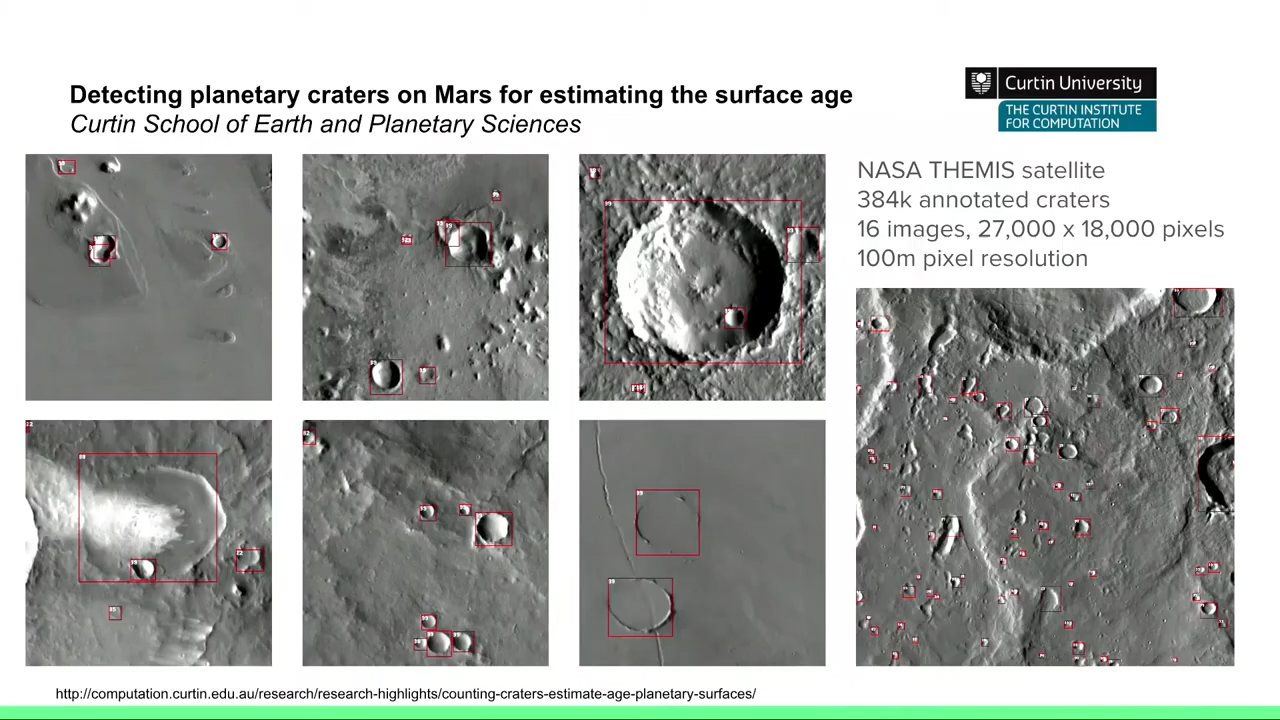 Detecting planetary craters on Mars for estimating the surface age
Curtin School of Earth and Planetary Sciences
Curtin University
THE CURTIN INSTITUTE
FOR COMPUTATION
NASA THEMIS satellite
384k annotated craters
16 images, 27,000 x 18,000 pixels
100m pixel resolution
http://computation.curtin.edu.au/research/research-highlights/counting-craters-estimate-age-planetary-surfaces/